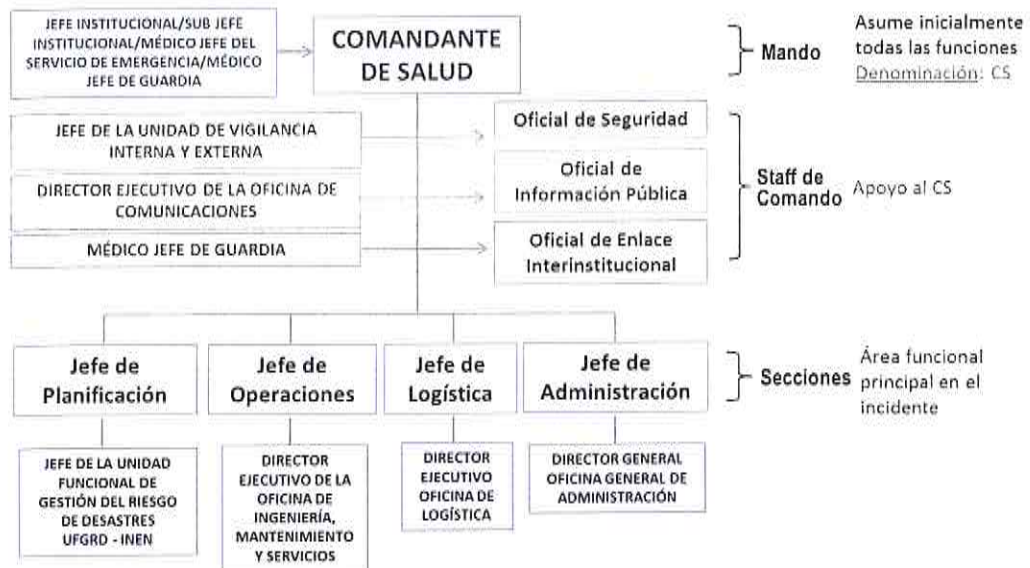 JEFE INSTITUCIONAL/SUB JEFE
INSTITUCIONAL/MÉDICO JEFE DEL
SERVICIO DE EMERGENCIA/MÉDICO
JEFE DE GUARDIA
COMANDANTE
DE SALUD
Mando
Asume inicialmente
todas las funciones
Denominación: CS
JEFE DE LA UNIDAD DE VIGILANCIA
INTERNA Y EXTERNA
Oficial de Seguridad
DIRECTOR EJECUTIVO DE LA OFICINA DE
COMUNICACIONES
Oficial de
Información Pública
MÉDICO JEFE DE GUARDIA
Oficial de Enlace
Interinstitucional
Staff de
Comando
Apoyo al CS
Jefe de
Planificación
Jefe de
Operaciones
Jefe de
Logística
Jefe de
Administración
Secciones
Área funcional
principal en el
incidente
JEFE DE LA UNIDAD
FUNCIONAL DE
GESTIÓN DEL RIESGO
DE DESASTRES
UFGRD - INEN
DIRECTOR
EJECUTIVO DE LA
OFICINA DE
INGENIERÍA,
MANTENIMIENTO
Y SERVICIOS
DIRECTOR
EJECUTIVO
OFICINA DE
LOGÍSTICA
DIRECTOR GENERAL
OFICINA GENERAL DE
ADMINISTRACIÓN